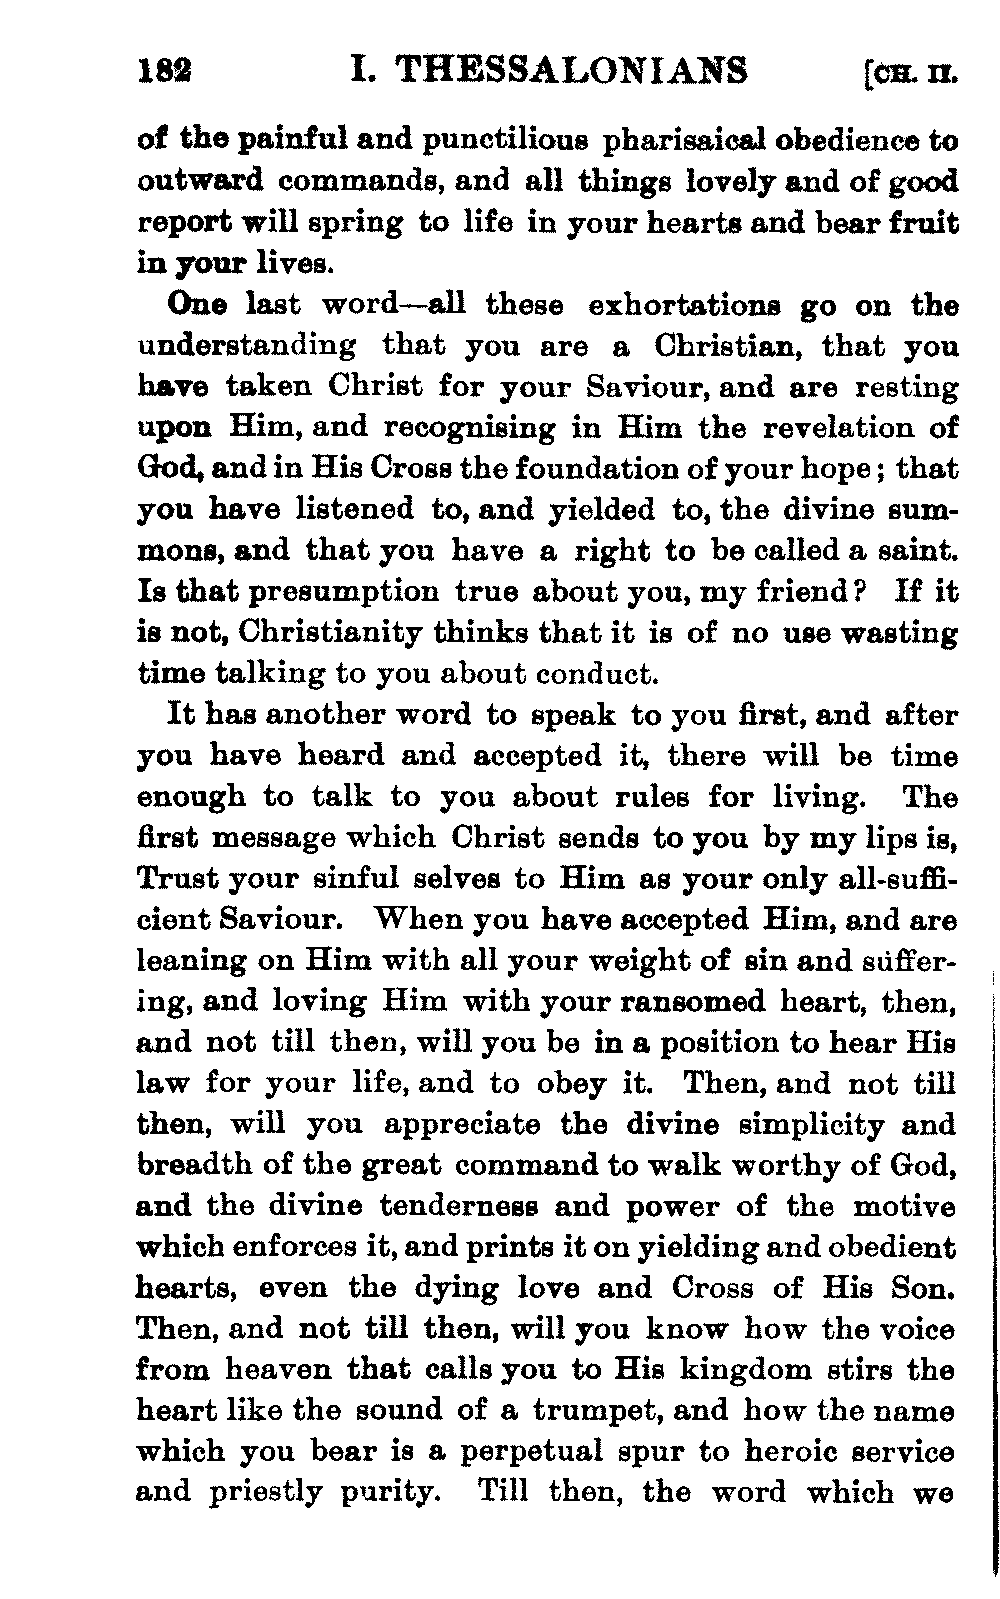 182 I. THESSALONIANS [CH. II.
of the painful and punctilious pharisaical obedience to
outward commands, and all things lovely and of good
report will spring to life in your hearts and bear fruit
in your lives.
One last word—all these exhortations go on the
understanding that you are a Christian, that you
have taken Christ for your Saviour, and are resting
upon Him, and recognising in Him the revelation of
God, and in His Cross the foundation of your hope; that
you have listened to, and yielded to, the divine sum-
mons, and that you have a right to be called a saint.
Is that presumption true about you, my friend? If it
is not, Christianity thinks that it is of no use wasting
time talking to you about conduct.
It has another word to speak to you first, and after
you have heard and accepted it, there will be time
enough to talk to you about rules for living. The
first message which Christ sends to you by my lips is,
Trust your sinful selves to Him as your only all-suffi-
cient Saviour. When you have accepted Him, and are
leaning on Him with all your weight of sin and suffer-
ing, and loving Him with your ransomed heart, then,
and not till then, will you be in a position to hear His
law for your life, and to obey it. Then, and not till
then, will you appreciate the divine simplicity and
breadth of the great command to walk worthy of God,
and the divine tenderness and power of the motive
which enforces it, and prints it on yielding and obedient
hearts, even the dying love and Cross of His Son.
Then, and not till then, will you know how the voice
from heaven that calls you to His kingdom stirs the
heart like the sound of a trumpet, and how the name
which you bear is a perpetual spur to heroic service
and priestly purity. Till then, the word which we